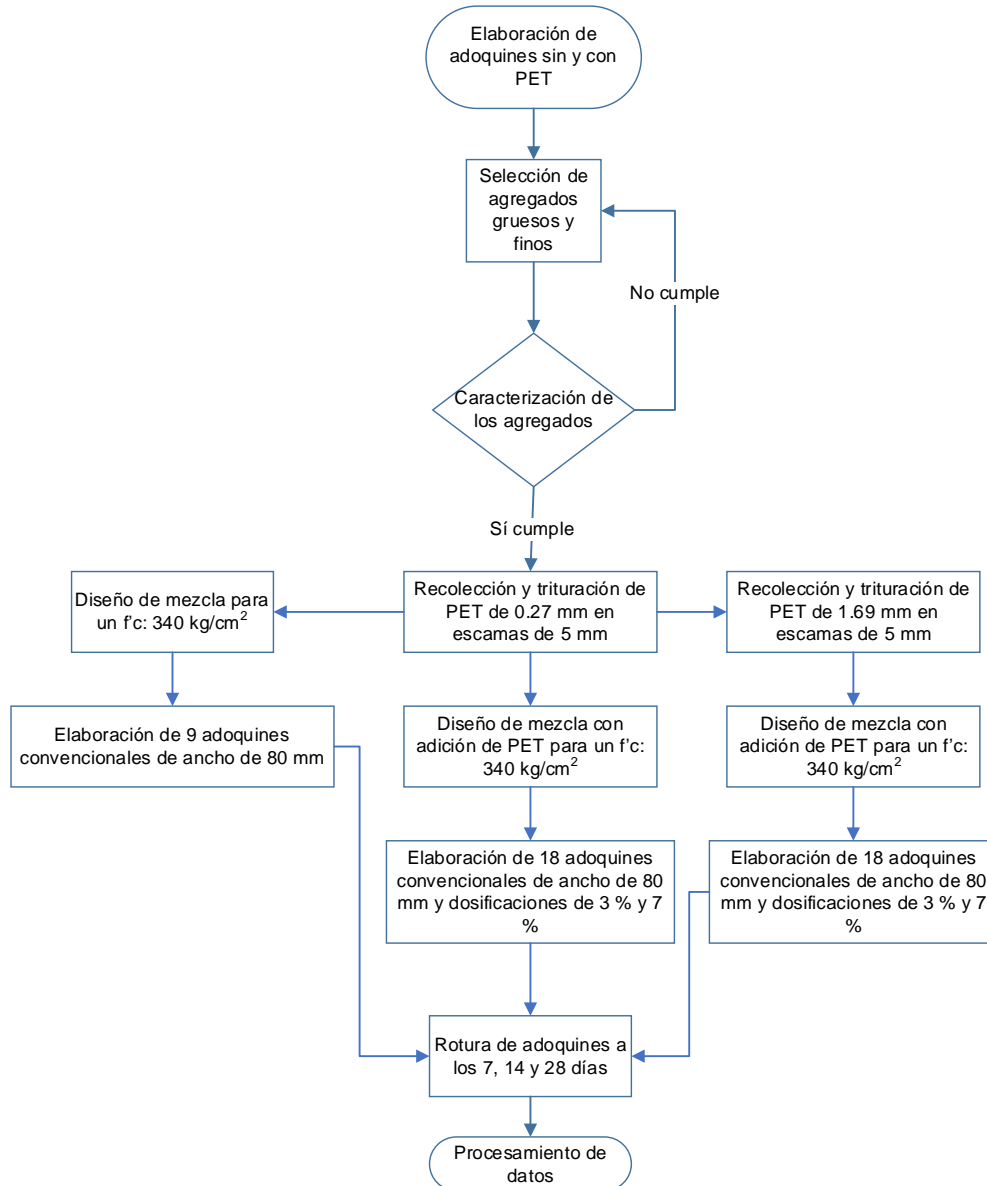 Elaboración de
adoquines sin y con
PET
Selección de
agregados
gruesos y
finos
No cumple
Caracterización de
los agregados
Sí cumple
Diseño de mezcla para
un f'c: 340 kg/cm²
Recolección y trituración de
PET de 0.27 mm en
escamas de 5 mm
Recolección y trituración de
PET de 1.69 mm en
escamas de 5 mm
Elaboración de 9 adoquines
convencionales de ancho de 80 mm
Diseño de mezcla con
adición de PET para un f'c:
340 kg/cm²
Diseño de mezcla con
adición de PET para un f'c:
340 kg/cm²
Elaboración de 18 adoquines
convencionales de ancho de 80
mm y dosificaciones de 3 % y 7
%
Elaboración de 18 adoquines
convencionales de ancho de 80
mm y dosificaciones de 3 % y 7
%
Rotura de adoquines a
los 7, 14 y 28 días
Procesamiento de
datos